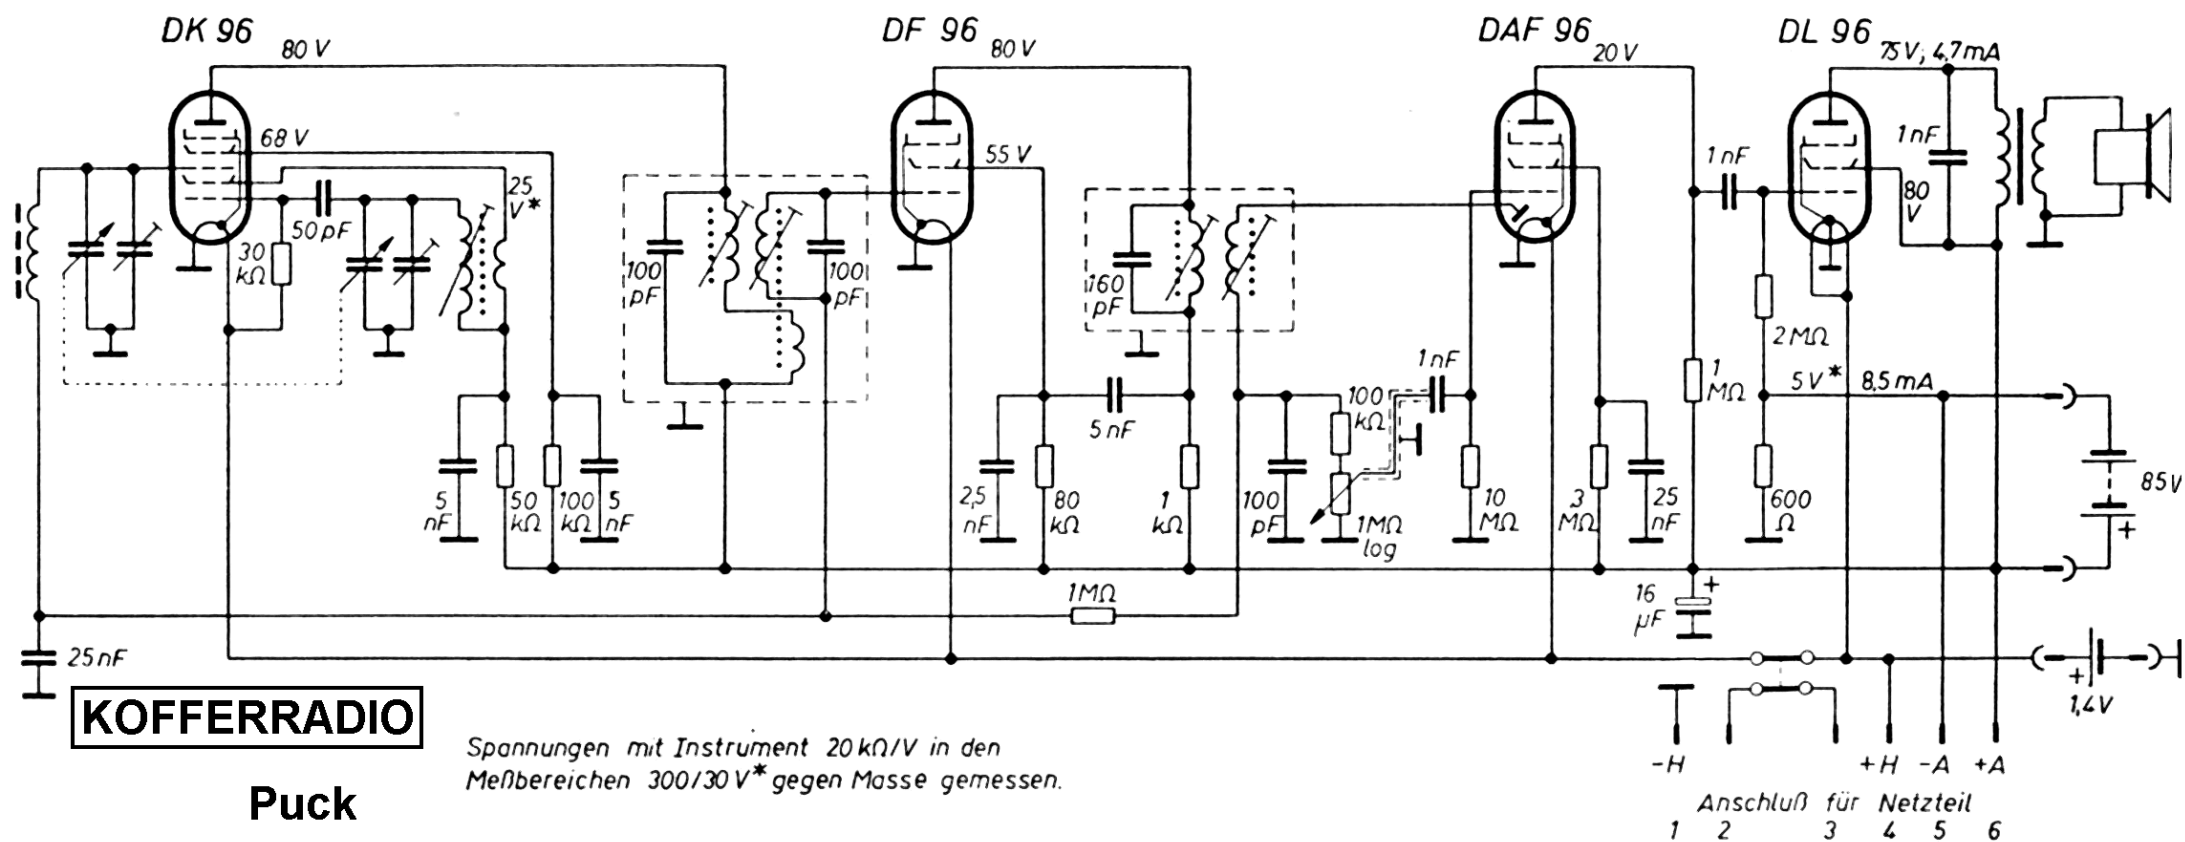 DK 96
DF 96
DAF 96
DL 96
80 V
80 V
20 V
75V; 4,7mA
68 V
55 V
1 nF
1 nF
25
V*
80
V
50 pF
30
kΩ
100
pF
100
pF
160
pF
2 MΩ
1 nF
1
MΩ
5 V*
8,5 mA
100
kΩ
5 nF
85V
5
nF
50
kΩ
100
kΩ
5
nF
2,5
nF
80
kΩ
1
kΩ
100
pF
1 MΩ
log
10
MΩ
3
MΩ
25
nF
600
Ω
+
1 MΩ
16
µF
+
25 nF
+
1,4V
KOFFERRADIO
Puck
Spannungen mit Instrument 20 kΩ/V in den
Meßbereichen 300/30 V* gegen Masse gemessen.
-H
+H
-A
+A
Anschluß für Netzteil
1 2 3 4 5 6